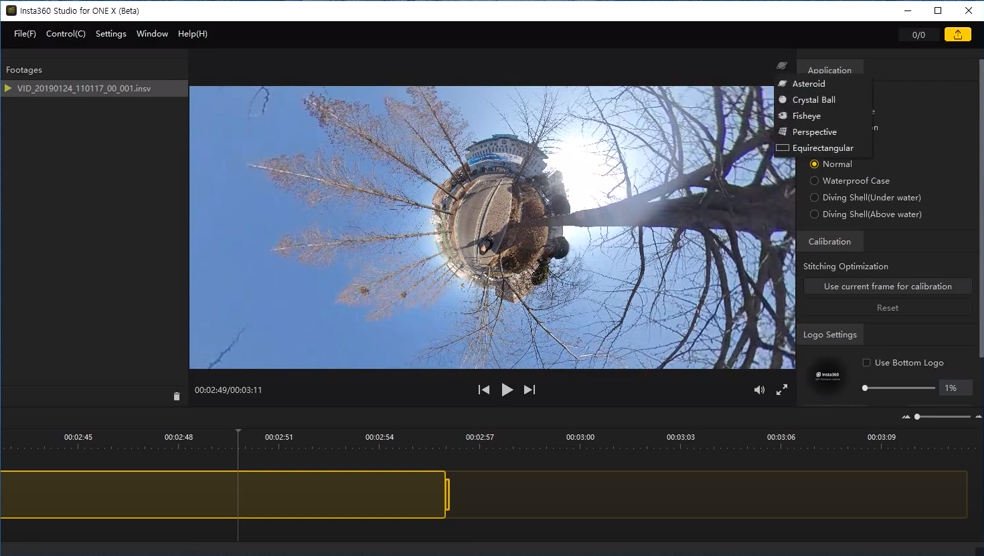 Insta360 Studio for ONE X (Beta)
File(F) Control(C) Settings Window Help(H)
0/0
Footages
VID_20190124_110117_00_001.insv
Application
Asteroid
Crystal Ball
Fisheye
Perspective
Equirectangular
Normal
Waterproof Case
Diving Shell(Under water)
Diving Shell(Above water)
Calibration
Stitching Optimization
Use current frame for calibration
Reset
Logo Settings
Use Bottom Logo
Insta360
1%
00:02:49/00:03:11
00:02:45 00:02:48 00:02:51 00:02:54 00:02:57 00:03:00 00:03:03 00:03:06 00:03:09